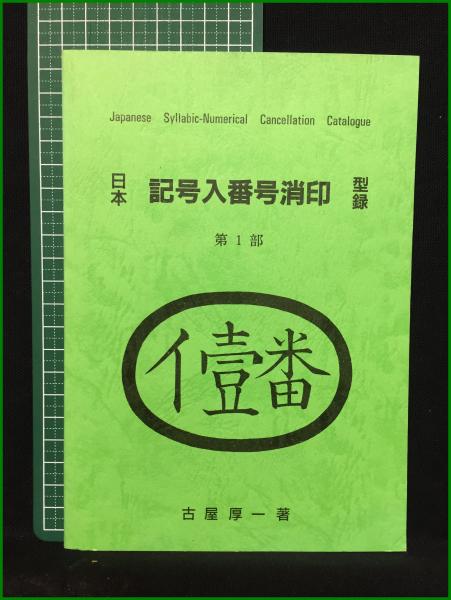 Japanese Syllabic-Numerical Cancellation Catalogue
日本 記号入番号消印 型録
第1部
イ壹番
古屋厚一著